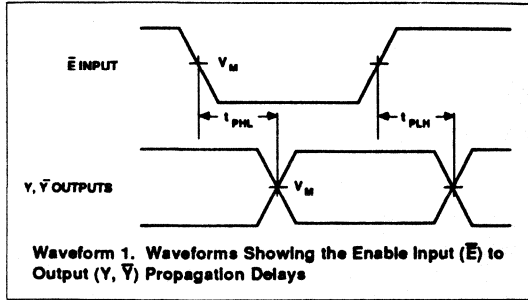 E̅ INPUT
V_M
t_PHL
t_PLH
Y, Y̅ OUTPUTS
V_M
Waveform 1. Waveforms Showing the Enable Input (E̅) to
Output (Y, Y̅) Propagation Delays